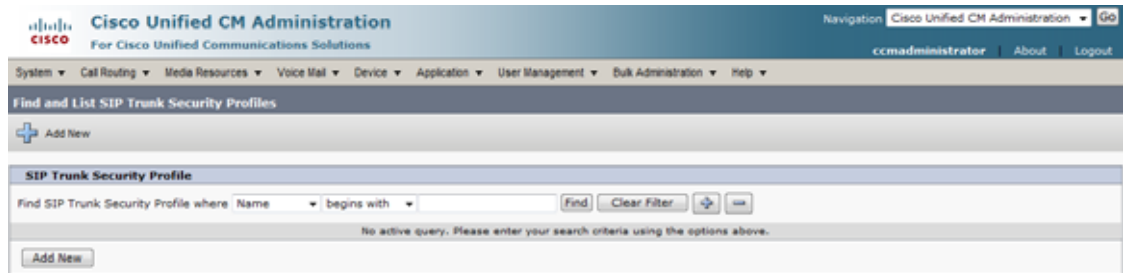 Cisco Unified CM Administration
Navigation Cisco Unified CM Administration Go
CISCO
For Cisco Unified Communications Solutions
ccmadministrator | About | Logout
System Call Routing Media Resources Voice Mail Device Application User Management Bulk Administration Help
Find and List SIP Trunk Security Profiles
Add New
SIP Trunk Security Profile
Find SIP Trunk Security Profile where Name begins with Find Clear Filter
No active query. Please enter your search criteria using the options above.
Add New